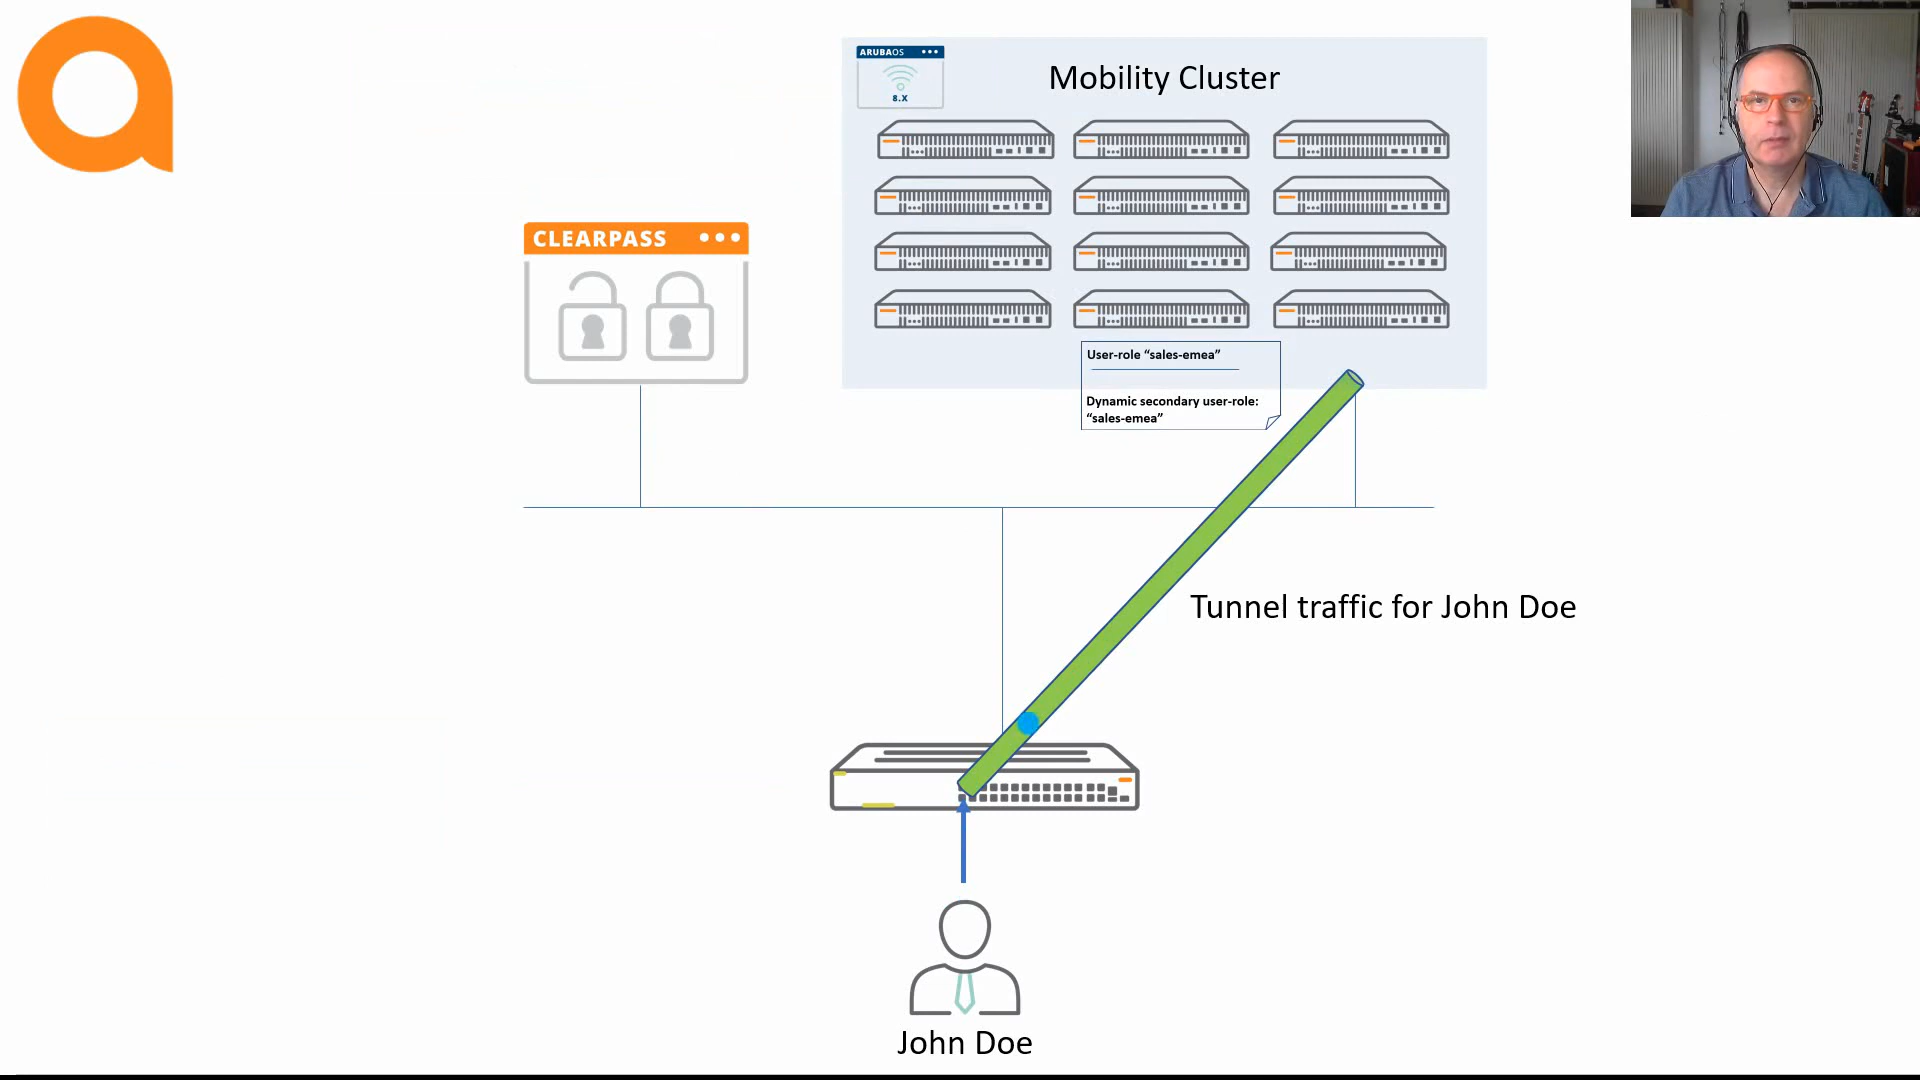 ARUBAOS
8.X
Mobility Cluster
CLEARPASS
User-role “sales-emea”
Dynamic secondary user-role:
“sales-emea”
Tunnel traffic for John Doe
John Doe